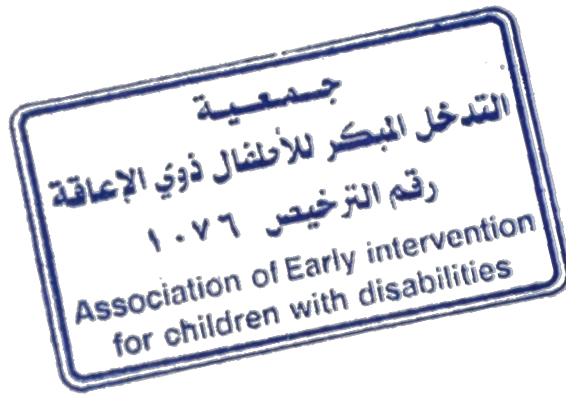 جمعية
التدخل المبكر للأطفال ذوي الإعاقة
رقم الترخيص ١٠٧٦
Association of Early intervention
for children with disabilities